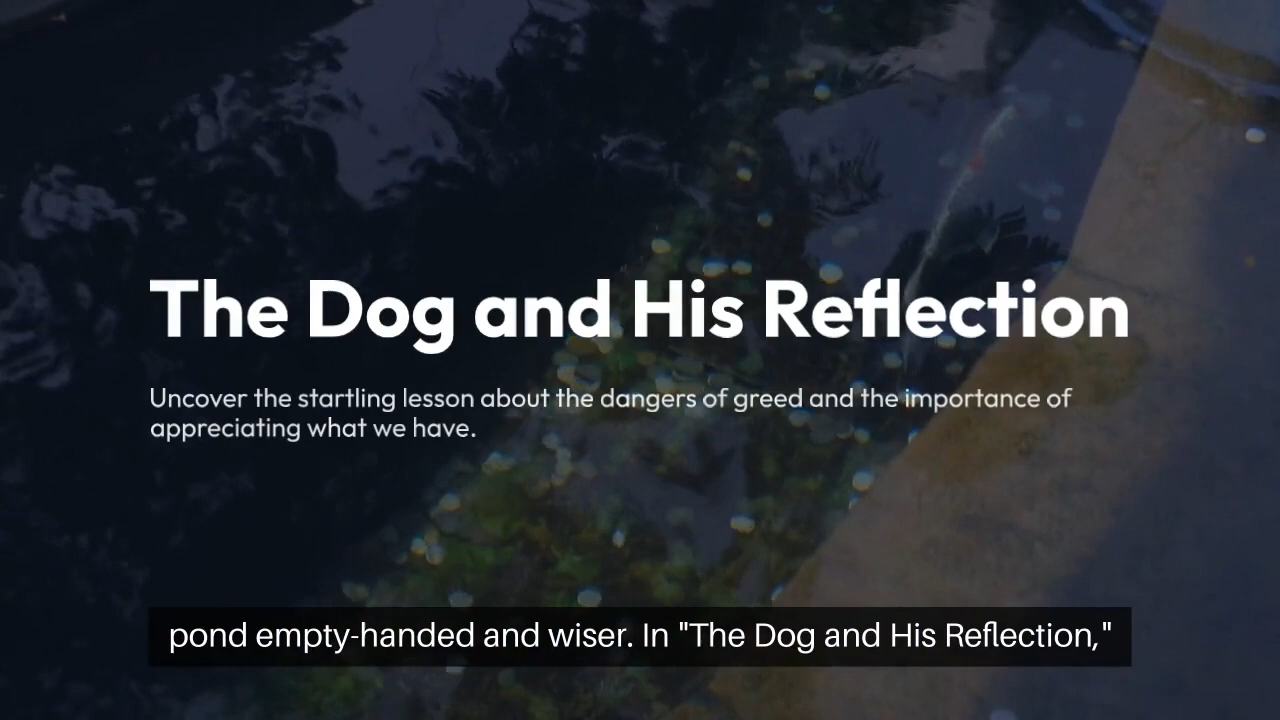 The Dog and His Reflection
Uncover the startling lesson about the dangers of greed and the importance of
appreciating what we have.
pond empty-handed and wiser. In "The Dog and His Reflection,"